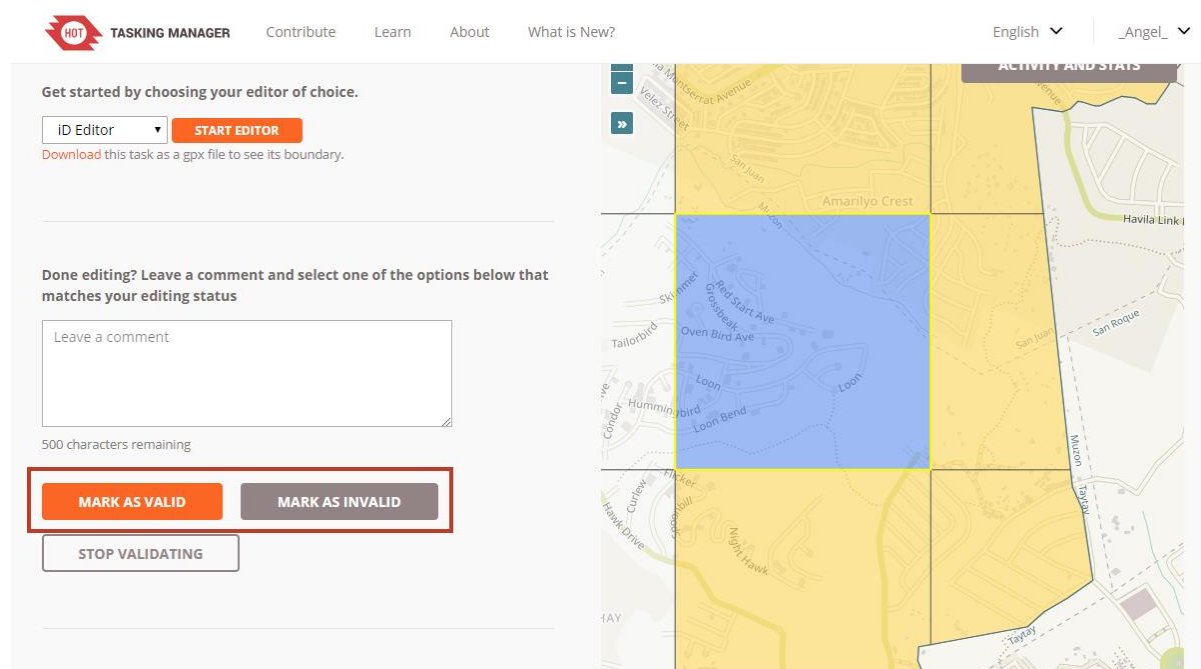 HOT TASKING MANAGER Contribute Learn About What is New? English _Angel_
Get started by choosing your editor of choice.
iD Editor START EDITOR
Download this task as a gpx file to see its boundary.
Done editing? Leave a comment and select one of the options below that
matches your editing status
Leave a comment
500 characters remaining
MARK AS VALID MARK AS INVALID
STOP VALIDATING
ACTIVITY AND STATS
Montserrat Avenue
Velez Street
San Juan
Amarilyo Crest
Muzon
Havila Link
Skimmer
Red Start Ave
Grossbeak
Oven Bird Ave
Tailorbird
San Juan
San Roque
Loon
Loon
Hummingbird
Loon Bend
Condor
Muzon
Taytay
Flicker
Curlew
Spoonbill
Hawk Drive
Night Hawk
HAY
Taytay